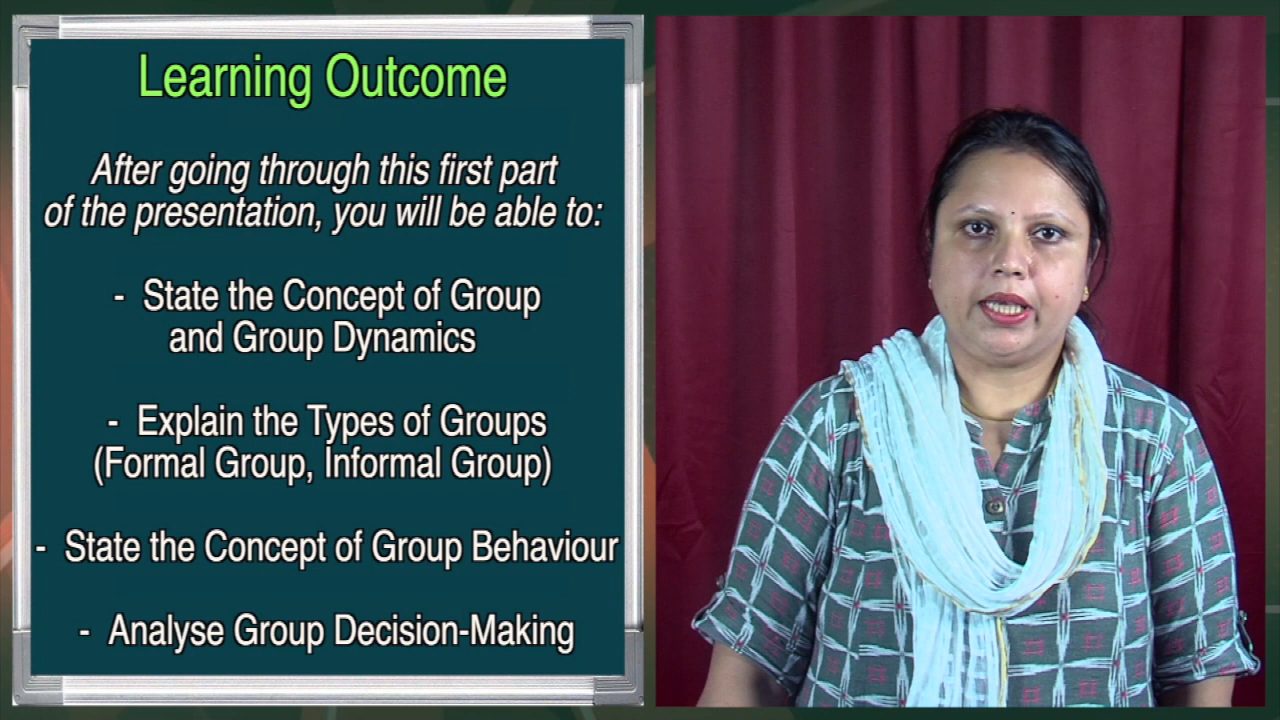 Learning Outcome
After going through this first part
of the presentation, you will be able to:
- State the Concept of Group
and Group Dynamics
- Explain the Types of Groups
(Formal Group, Informal Group)
- State the Concept of Group Behaviour
- Analyse Group Decision-Making